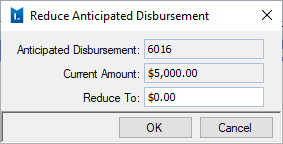 Reduce Anticipated Disbursement
Anticipated Disbursement: 6016
Current Amount: $5,000.00
Reduce To: $0.00
OK Cancel